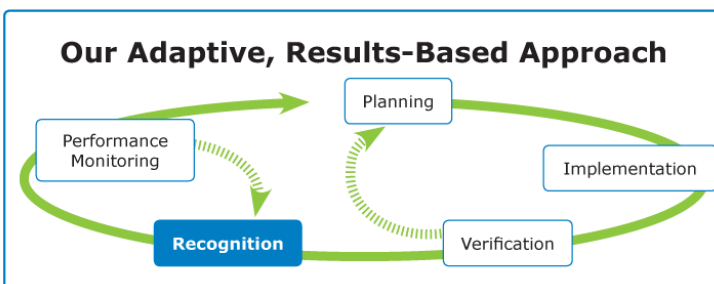 Our Adaptive, Results-Based Approach
Planning
Performance
Monitoring
Implementation
Recognition
Verification